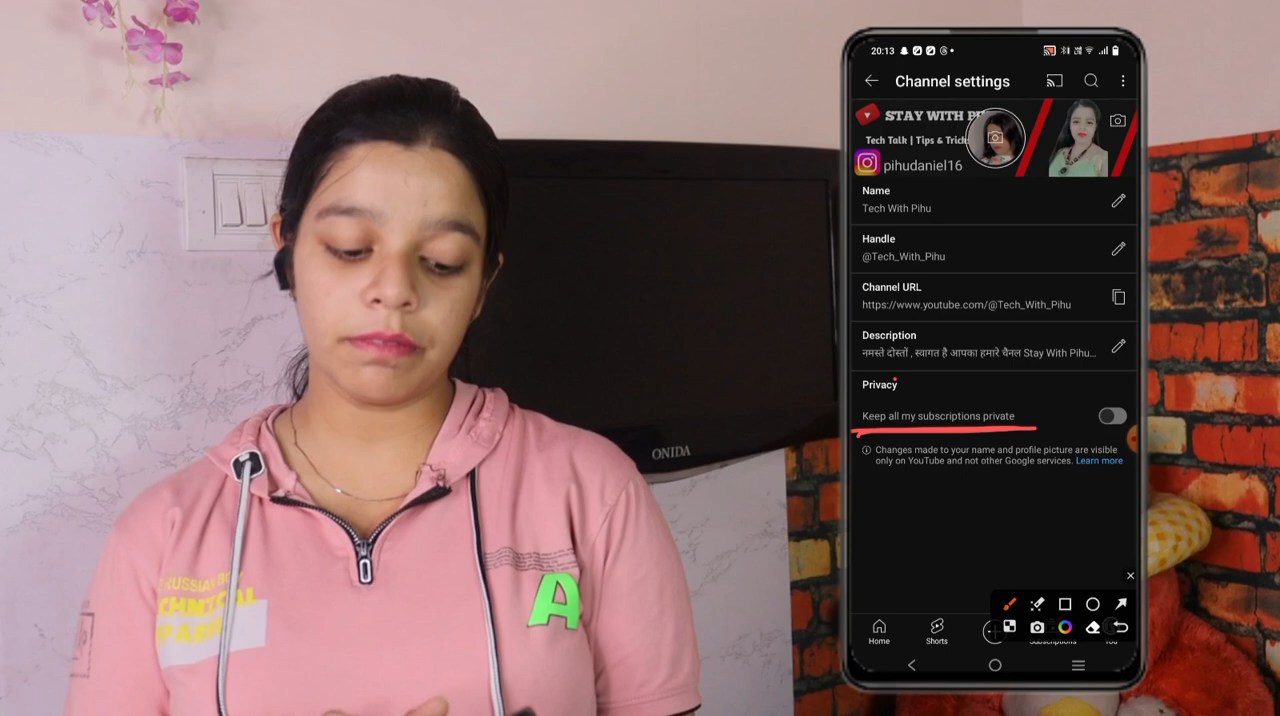 20:13
Channel settings
STAY WITH
Tech Talk | Tips &
pihudaniel16
Name
Tech With Pihu
Handle
@Tech_With_Pihu
Channel URL
https://www.youtube.com/@Tech_With_Pihu
Description
नमस्ते दोस्तों , स्वागत है आपका हमारे चैनल Stay With Pihu...
Privacy
Keep all my subscriptions private
Changes made to your name and profile picture are visible
only on YouTube and not other Google services. Learn more
Home
Shorts
ONIDA
RUSSIAN
A